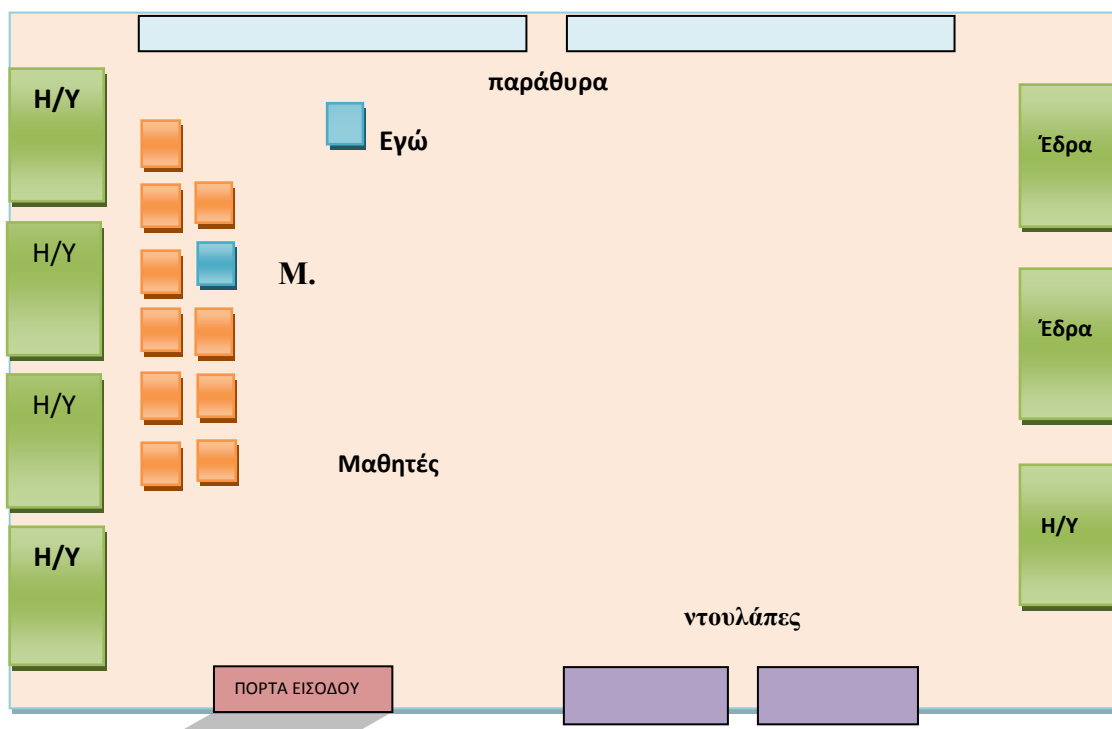 παράθυρα
Η/Υ
Εγώ
Έδρα
Η/Υ
Μ.
Έδρα
Η/Υ
Μαθητές
Η/Υ
Η/Υ
ντουλάπες
ΠΟΡΤΑ ΕΙΣΟΔΟΥ